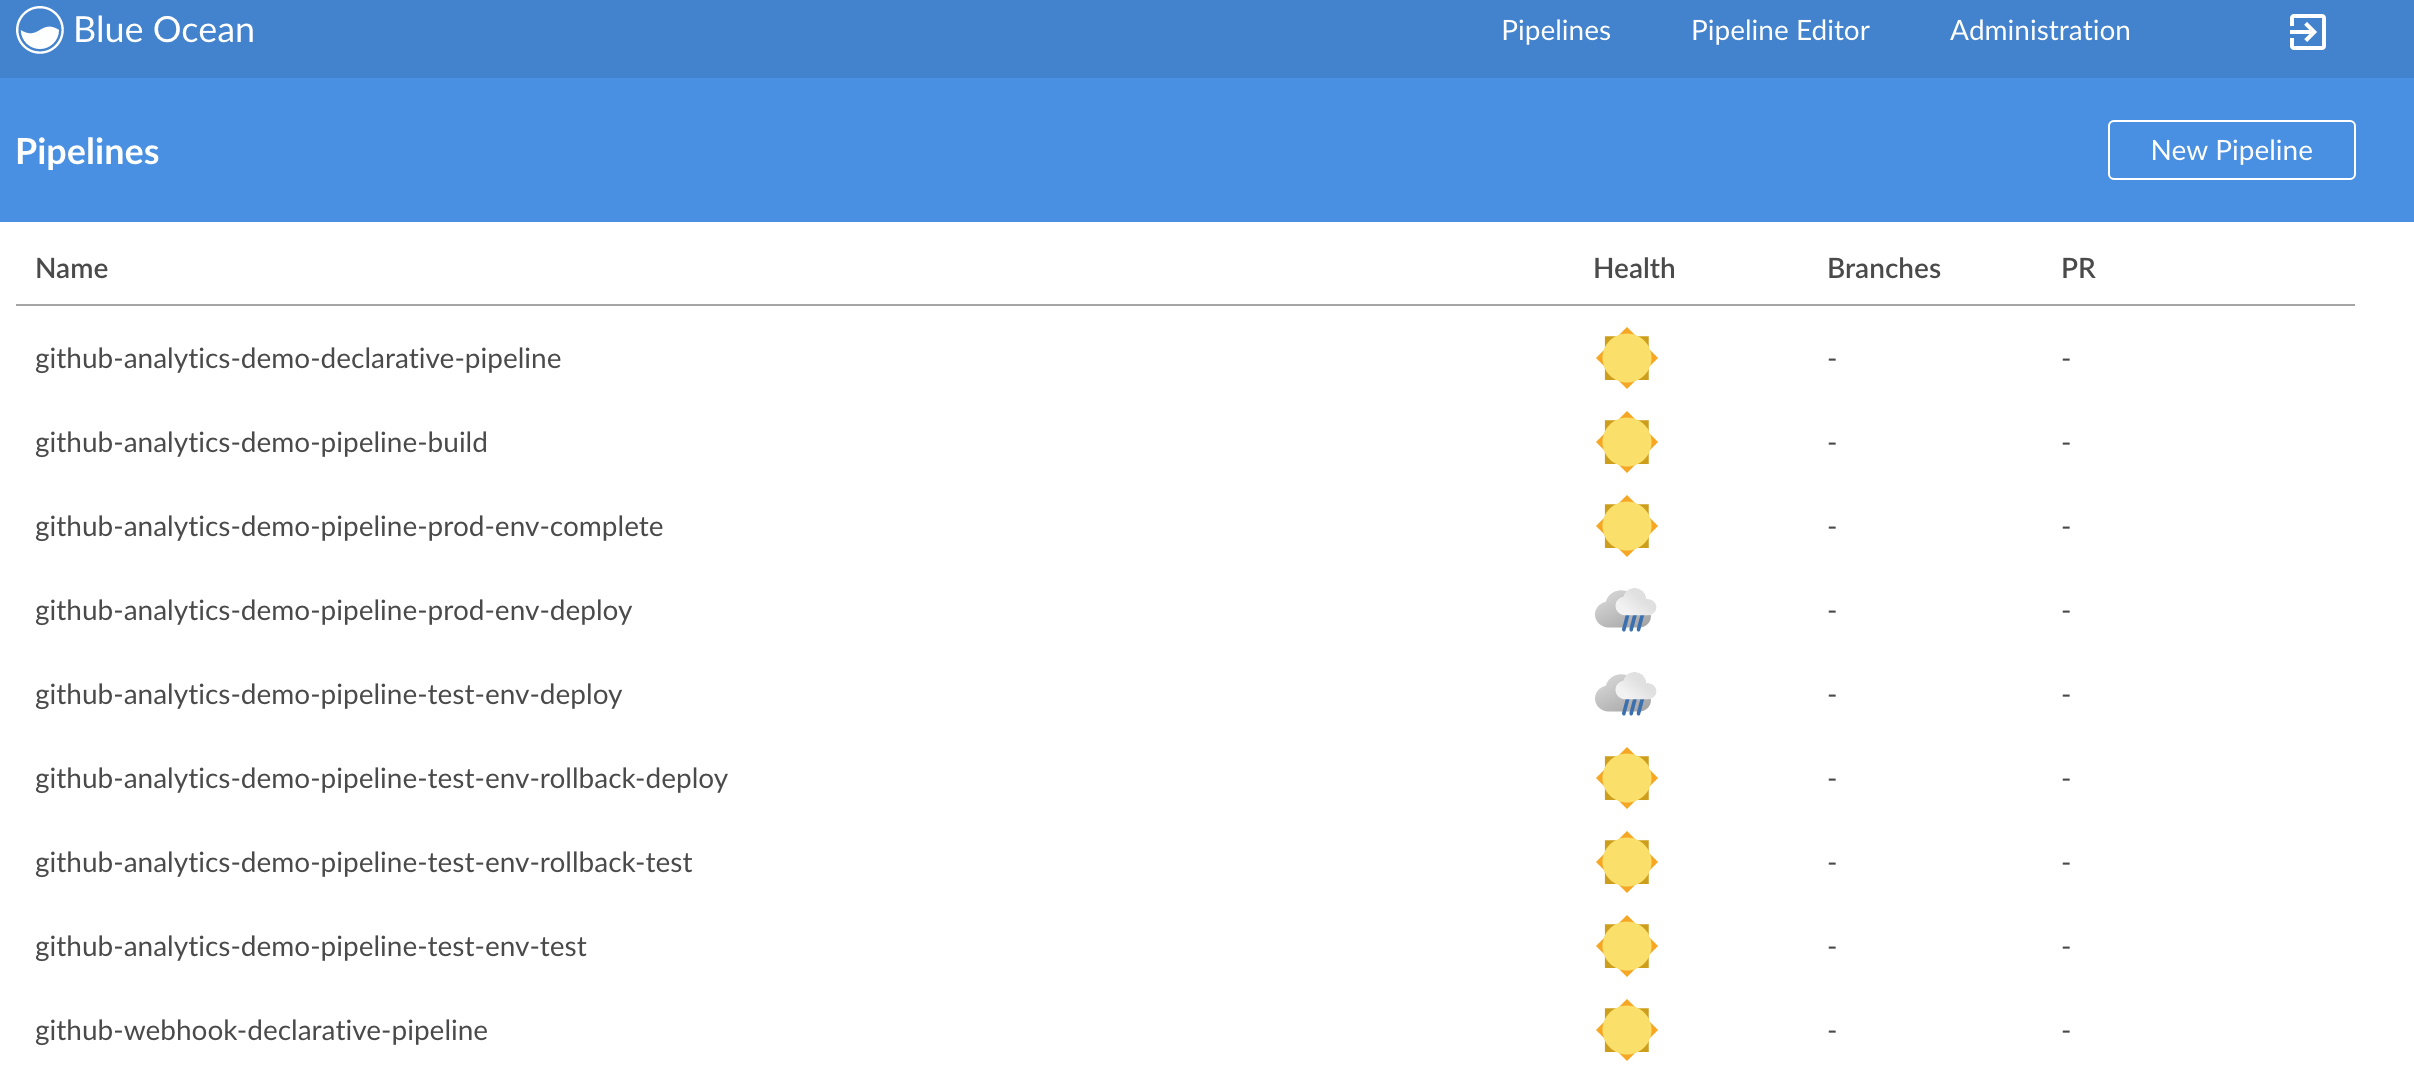 Blue Ocean Pipelines Pipeline Editor Administration
Pipelines New Pipeline
Name Health Branches PR
github-analytics-demo-declarative-pipeline - -
github-analytics-demo-pipeline-build - -
github-analytics-demo-pipeline-prod-env-complete - -
github-analytics-demo-pipeline-prod-env-deploy - -
github-analytics-demo-pipeline-test-env-deploy - -
github-analytics-demo-pipeline-test-env-rollback-deploy - -
github-analytics-demo-pipeline-test-env-rollback-test - -
github-analytics-demo-pipeline-test-env-test - -
github-webhook-declarative-pipeline - -